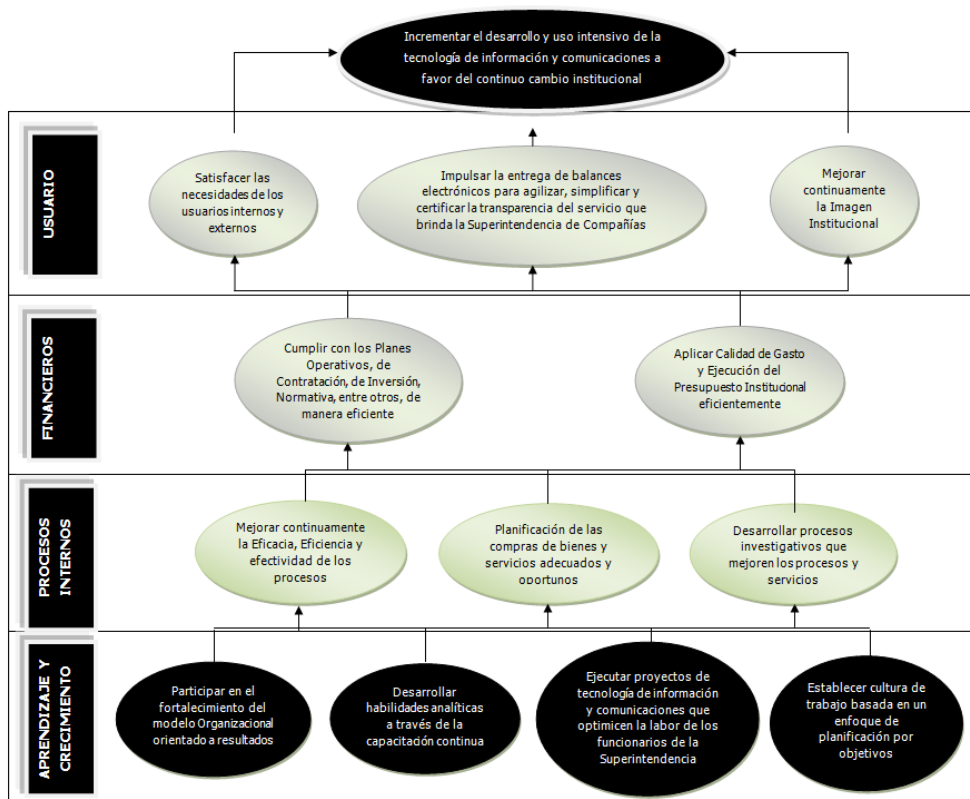 Incrementar el desarrollo y uso intensivo de la
tecnología de información y comunicaciones a
favor del continuo cambio institucional
USUARIO
Satisfacer las
necesidades de los
usuarios internos y
externos
Impulsar la entrega de balances
electrónicos para agilizar, simplificar y
certificar la transparencia del servicio que
brinda la Superintendencia de Compañías
Mejorar
continuamente
la Imagen
Institucional
FINANCIEROS
Cumplir con los Planes
Operativos, de
Contratación, de Inversión,
Normativa, entre otros, de
manera eficiente
Aplicar Calidad de Gasto
y Ejecución del
Presupuesto Institucional
eficientemente
PROCESOS
INTERNOS
Mejorar continuamente
la Eficacia, Eficiencia y
efectividad de los
procesos
Planificación de las
compras de bienes y
servicios adecuados y
oportunos
Desarrollar procesos
investigativos que
mejoren los procesos y
servicios
APRENDIZAJE Y
CRECIMIENTO
Participar en el
fortalecimiento del
modelo Organizacional
orientado a resultados
Desarrollar
habilidades analíticas
a través de la
capacitación continua
Ejecutar proyectos de
tecnología de información
y comunicaciones que
optimicen la labor de los
funcionarios de la
Superintendencia
Establecer cultura de
trabajo basada en un
enfoque de
planificación por
objetivos